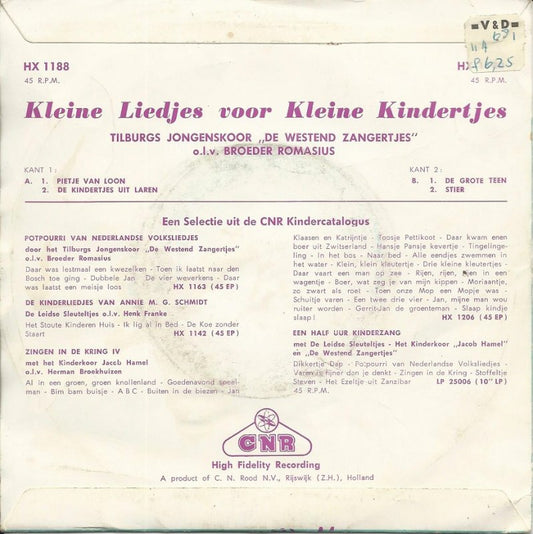 =V&D=
HX 1188
45 R.P.M.
HX
45 R.P.M.
f 6,25
Kleine Liedjes voor Kleine Kindertjes
TILBURGS JONGENSKOOR „DE WESTEND ZANGERTJES”
o.l.v. BROEDER ROMASIUS
KANT 1:
A. 1. PIETJE VAN LOON
2. DE KINDERTJES UIT LAREN
KANT 2:
B. 1. DE GROTE TEEN
2. STIER
Een Selectie uit de CNR Kindercatalogus
POTPOURRI VAN NEDERLANDSE VOLKSLIEDJES
door het Tilburgs Jongenskoor „De Westend Zangertjes”
o.l.v. Broeder Romasius
Daar was lestmaal een kwezelken - Toen ik laatst naar den
Bosch toe ging - Dubbele Jan - De vier weverkens - Daar
was laatst een meisje loos HX 1163 (45 EP)
DE KINDERLIEDJES VAN ANNIE M. G. SCHMIDT
De Leidse Sleuteltjes o.l.v. Henk Franke
Het Stoute Kinderen Huis - Ik lig al in Bed - De Koe zonder
Staart HX 1142 (45 EP)
ZINGEN IN DE KRING IV
met het Kinderkoor Jacob Hamel
o.l.v. Herman Broekhuizen
Al in een groen, groen knollenland - Goedenavond speel-
man - Bim bam buisje - A B C - Buiten in de biezen - Jan
Klaasen en Katrijntje - Toosje Pettikoot - Daar kwam enen
boer uit Zwitserland - Hansje Pansje kevertje - Tingelinge-
ling - In het bos - Naar bed - Alle eendjes zwemmen in
het water - Klein, klein kleutertje - Drie kleine kleutertjes -
Daar vaart een man op zee - Rijen, rijen, rijen in een
wagentje - Boer, wat zeg je van mijn kippen - Moriaantje,
zo zwart als roet - Toen onze Mop een Mopje was -
Schuitje varen - Een twee drie vier - Jan, mijne man wou
ruiter worden - Gerrit-Jan de groenteman - Slaap kindje
slaap! HX 1206 (45 EP)
EEN HALF UUR KINDERZANG
met De Leidse Sleuteltjes - Het Kinderkoor „Jacob Hamel”
en „De Westend Zangertjes”
Dikkertje Dap - Potpourri van Nederlandse Volksliedjes -
Varen is fijner dan je denkt - Zingen in de Kring - Stoffeltje
Steven - Het Ezeltje uit Zanzibar LP 25006 (10” LP)
45 R.P.M.
CNR
High Fidelity Recording
A product of C. N. Rood N.V., Rijswijk (Z.H.), Holland